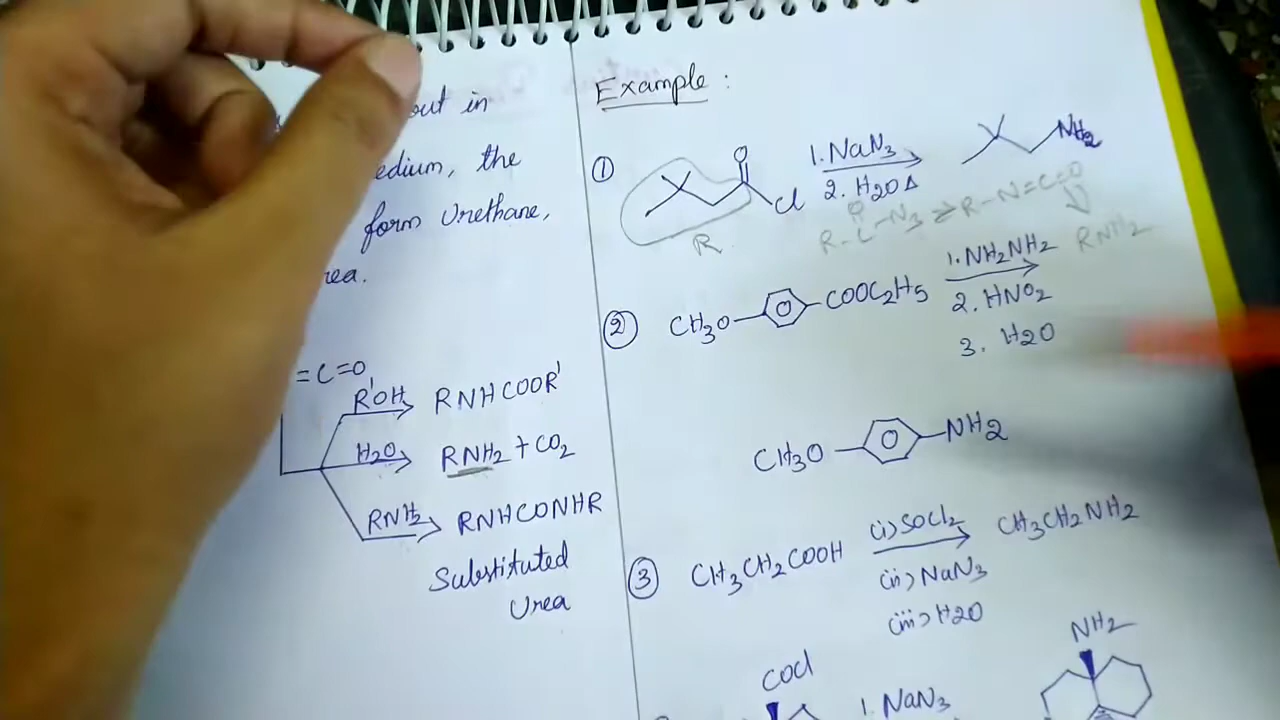 out in
edium, the
form Urethane,
rea.
=C=O
R'OH
RNHCOOR'
H2O
RNH2 + CO2
RNH2
RNHCONHR
Substituted
Urea
Example :
① O Cl
1. NaN3
2. H2O Δ
NH2
R
R-C-N3 R-N=C=O
O
RNH2
② CH3O COOC2H5
1. NH2NH2
2. HNO2
3. H2O
CH3O NH2
③ CH3CH2COOH
(i) SOCl2
(ii) NaN3
(iii) H2O
CH3CH2NH2
COCl
1. NaN3
NH2